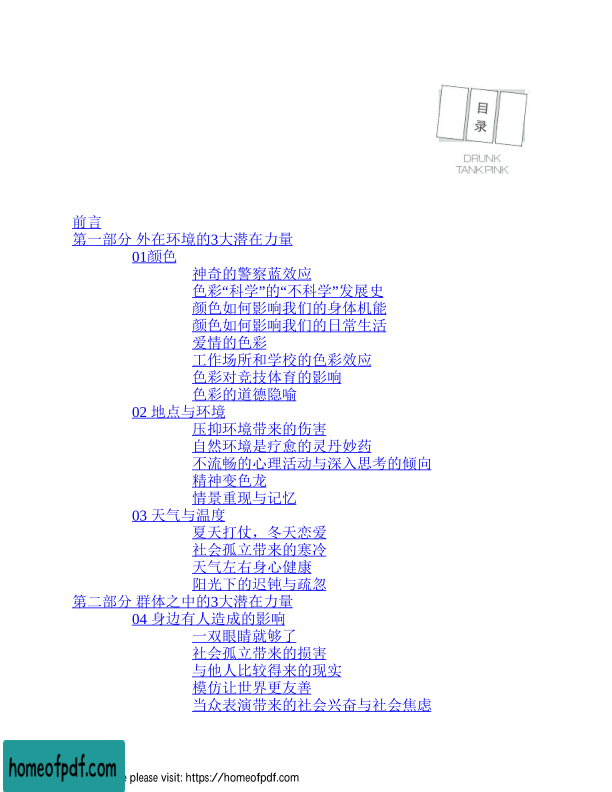 目
录
DRUNK
TANK PINK
前言
第一部分 外在环境的3大潜在力量
01颜色
神奇的警察蓝效应
色彩“科学”的“不科学”发展史
颜色如何影响我们的身体机能
颜色如何影响我们的日常生活
爱情的色彩
工作场所和学校的色彩效应
色彩对竞技体育的影响
色彩的道德隐喻
02 地点与环境
压抑环境带来的伤害
自然环境是疗愈的灵丹妙药
不流畅的心理活动与深入思考的倾向
精神变色龙
情景重现与记忆
03 天气与温度
夏天打仗，冬天恋爱
社会孤立带来的寒冷
天气左右身心健康
阳光下的迟钝与疏忽
第二部分 群体之中的3大潜在力量
04 身边有人造成的影响
一双眼睛就够了
社会孤立带来的损害
与他人比较得来的现实
模仿让世界更友善
当众表演带来的社会兴奋与社会焦虑
homeofpdf.com
e please visit: https://homeofpdf.com